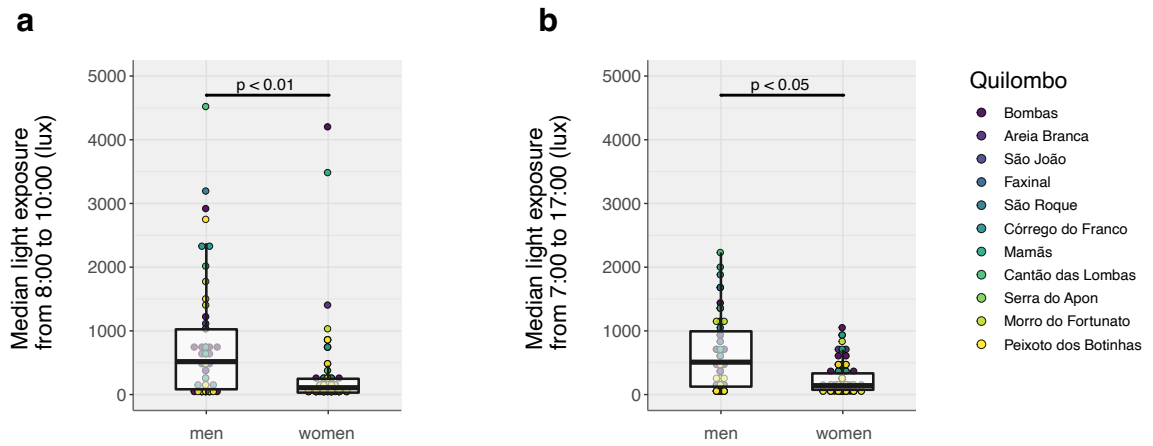 a
b
Median light exposure
from 8:00 to 10:00 (lux)
5000
4000
3000
2000
1000
0
p < 0.01
men
women
Median light exposure
from 7:00 to 17:00 (lux)
5000
4000
3000
2000
1000
0
p < 0.05
men
women
Quilombo
Bombas
Areia Branca
São João
Faxinal
São Roque
Córrego do Franco
Mamãs
Cantão das Lombas
Serra do Apon
Morro do Fortunato
Peixoto dos Botinhas